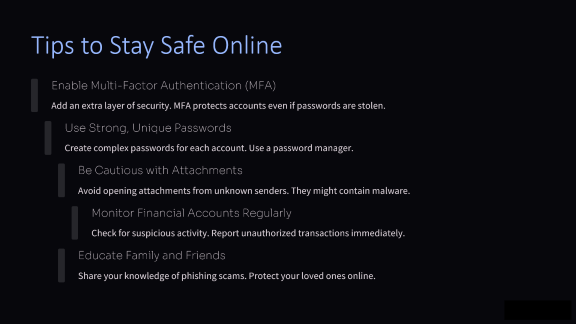 Tips to Stay Safe Online
Enable Multi-Factor Authentication (MFA)
Add an extra layer of security. MFA protects accounts even if passwords are stolen.
Use Strong, Unique Passwords
Create complex passwords for each account. Use a password manager.
Be Cautious with Attachments
Avoid opening attachments from unknown senders. They might contain malware.
Monitor Financial Accounts Regularly
Check for suspicious activity. Report unauthorized transactions immediately.
Educate Family and Friends
Share your knowledge of phishing scams. Protect your loved ones online.